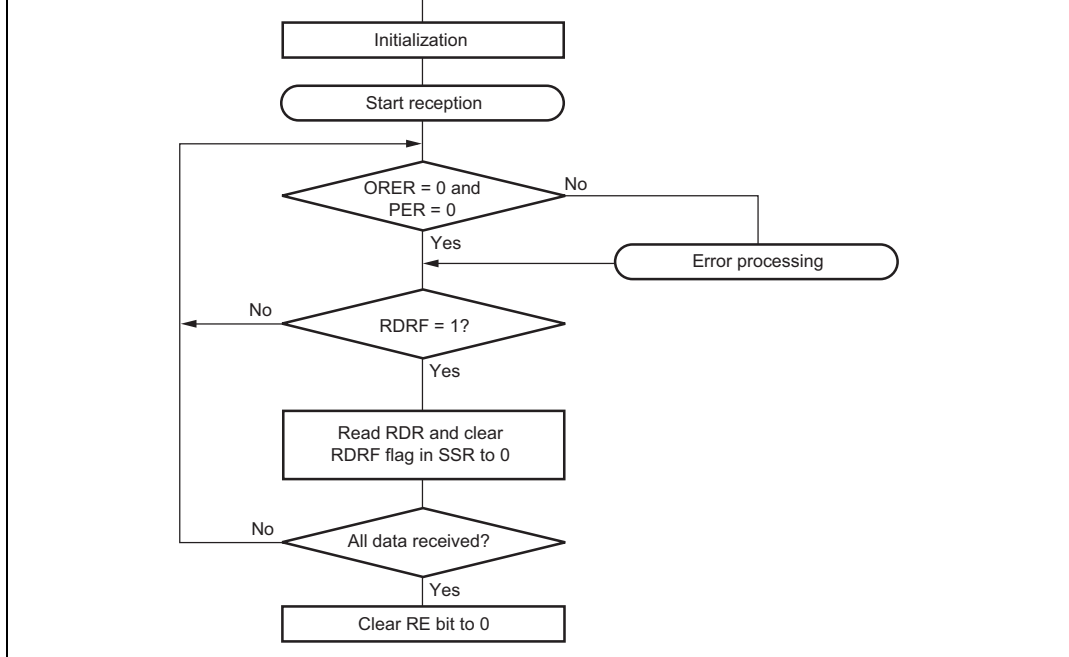 Initialization
Start reception
ORER = 0 and
PER = 0
No
Yes
Error processing
No
RDRF = 1?
Yes
Read RDR and clear
RDRF flag in SSR to 0
No
All data received?
Yes
Clear RE bit to 0